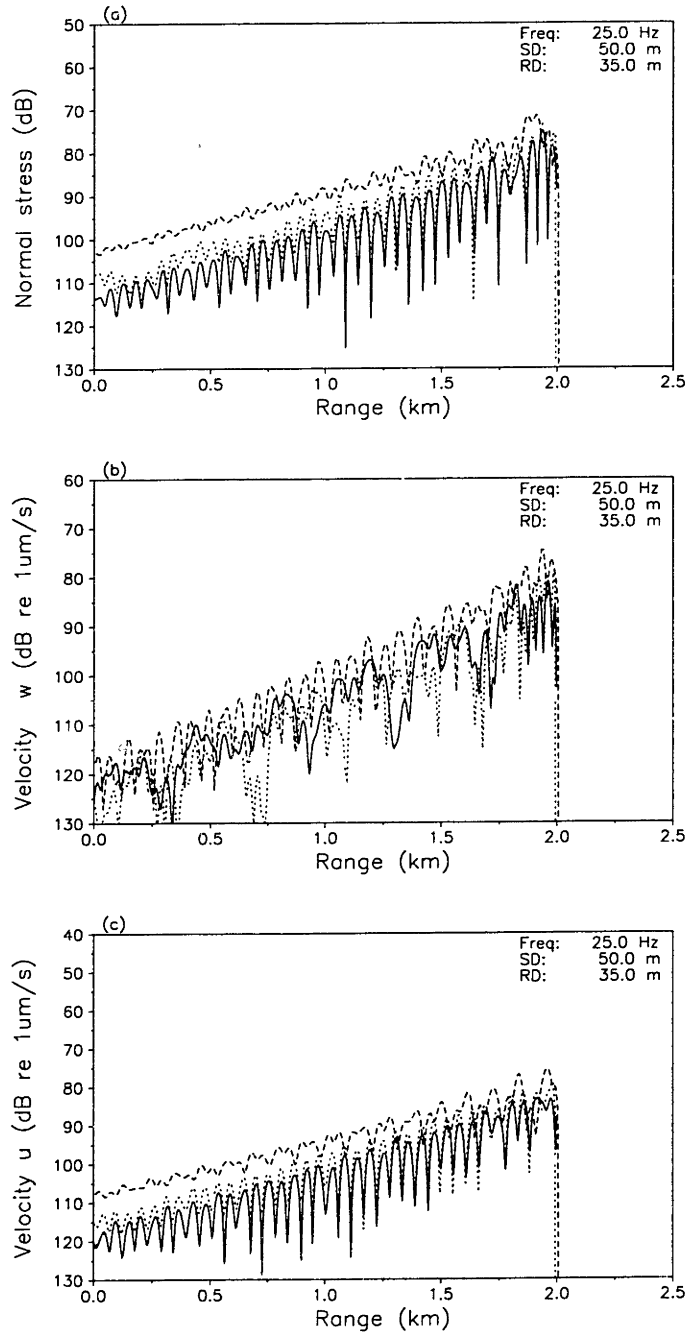 (a)
Freq: 25.0 Hz
SD: 50.0 m
RD: 35.0 m
Normal stress (dB)
50
60
70
80
90
100
110
120
130
0.0 0.5 1.0 1.5 2.0 2.5
Range (km)
(b)
Freq: 25.0 Hz
SD: 50.0 m
RD: 35.0 m
Velocity w (dB re 1um/s)
60
70
80
90
100
110
120
130
0.0 0.5 1.0 1.5 2.0 2.5
Range (km)
(c)
Freq: 25.0 Hz
SD: 50.0 m
RD: 35.0 m
Velocity u (dB re 1um/s)
40
50
60
70
80
90
100
110
120
130
0.0 0.5 1.0 1.5 2.0 2.5
Range (km)